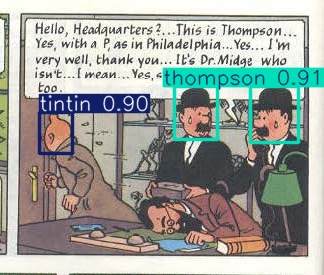 Hello, Headquarters?...This is Thompson...
Yes, with a P, as in Philadelphia...Yes... I'm
very well, thank you... It's Dr. Midge who
isn't...I mean...Yes, s
thompson 0.91
too.
tintin 0.90